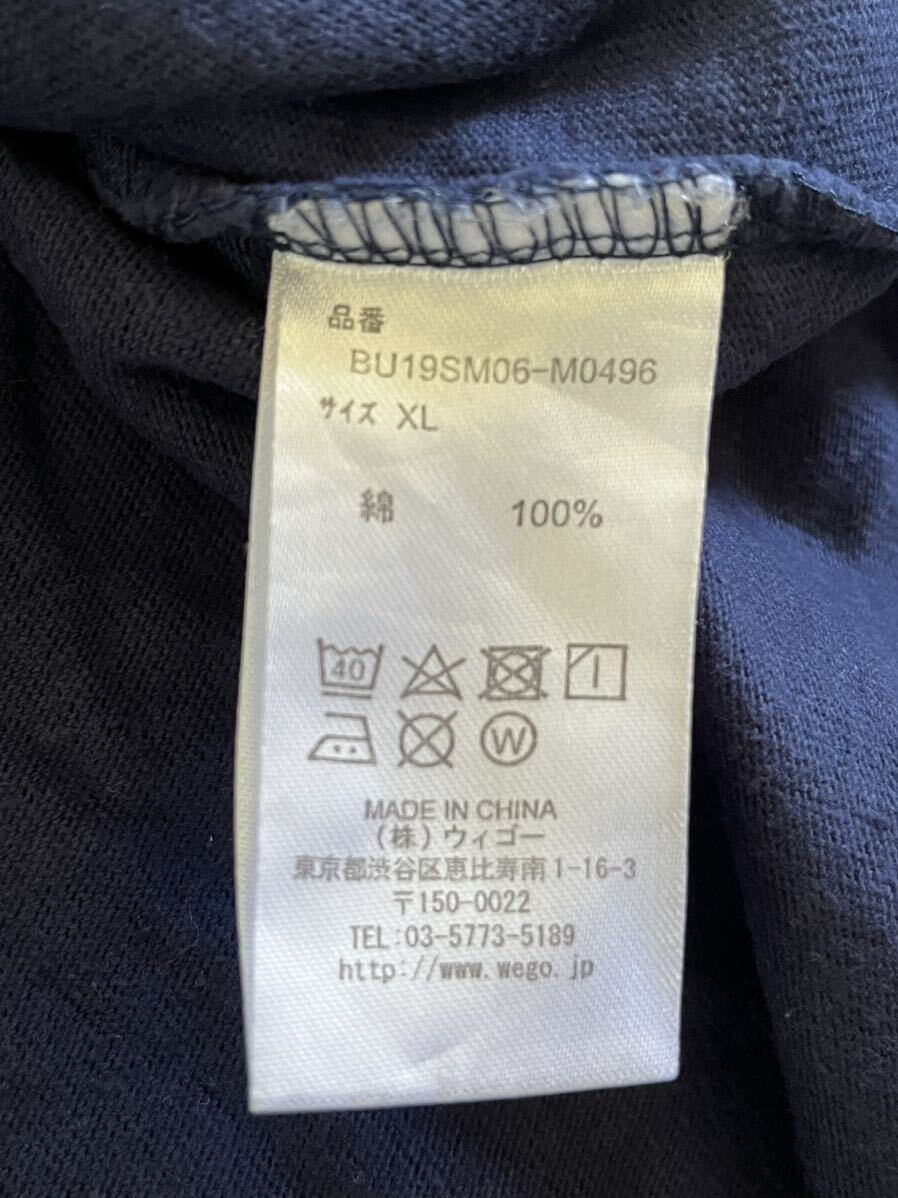 品番
BU19SM06-M0496
サイズ XL
綿 100%
40
W
MADE IN CHINA
(株)ウィゴー
東京都渋谷区恵比寿南1-16-3
〒150-0022
TEL:03-5773-5189
http://www.wego.jp